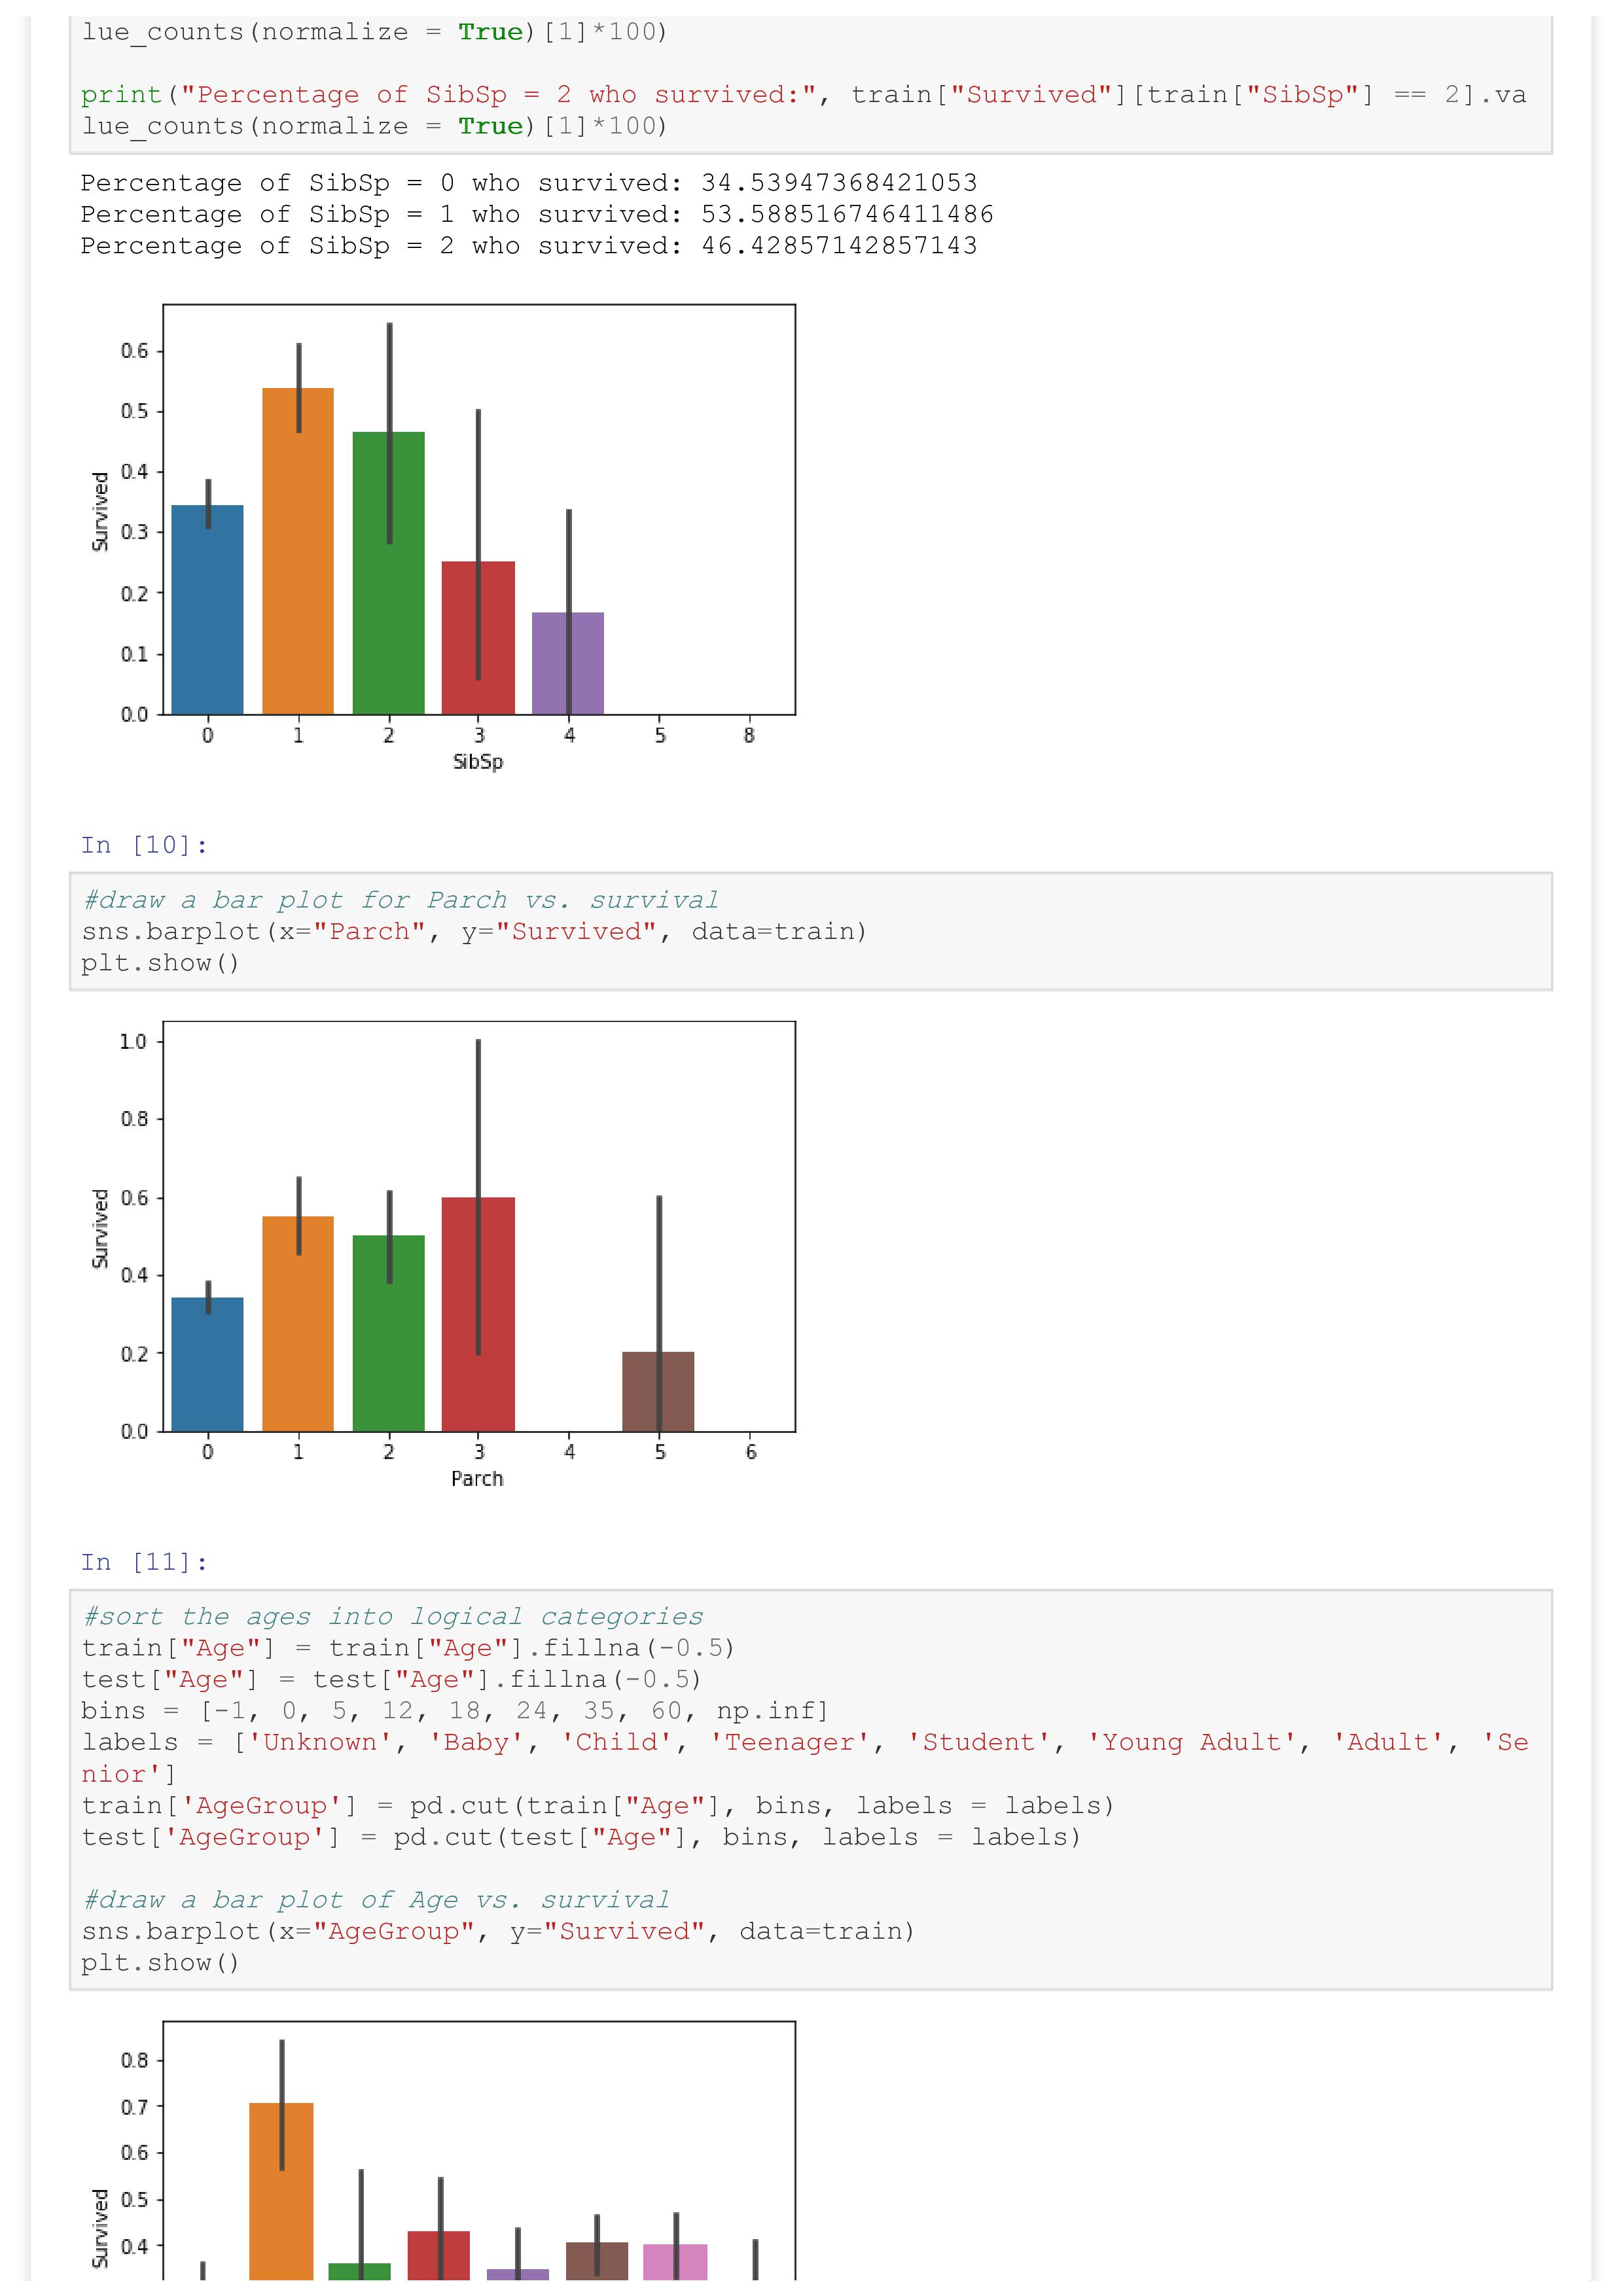 lue_counts(normalize = True)[1]*100)
print("Percentage of SibSp = 2 who survived:", train["Survived"][train["SibSp"] == 2].va
lue_counts(normalize = True)[1]*100)
Percentage of SibSp = 0 who survived: 34.53947368421053
Percentage of SibSp = 1 who survived: 53.588516746411486
Percentage of SibSp = 2 who survived: 46.42857142857143
0.6
0.5
0.4
0.3
0.2
0.1
0.0
Survived
0 1 2 3 4 5 8
SibSp
In [10]:
#draw a bar plot for Parch vs. survival
sns.barplot(x="Parch", y="Survived", data=train)
plt.show()
1.0
0.8
0.6
0.4
0.2
0.0
Survived
0 1 2 3 4 5 6
Parch
In [11]:
#sort the ages into logical categories
train["Age"] = train["Age"].fillna(-0.5)
test["Age"] = test["Age"].fillna(-0.5)
bins = [-1, 0, 5, 12, 18, 24, 35, 60, np.inf]
labels = ['Unknown', 'Baby', 'Child', 'Teenager', 'Student', 'Young Adult', 'Adult', 'Se
nior']
train['AgeGroup'] = pd.cut(train["Age"], bins, labels = labels)
test['AgeGroup'] = pd.cut(test["Age"], bins, labels = labels)
#draw a bar plot of Age vs. survival
sns.barplot(x="AgeGroup", y="Survived", data=train)
plt.show()
0.8
0.7
0.6
0.5
0.4
Survived